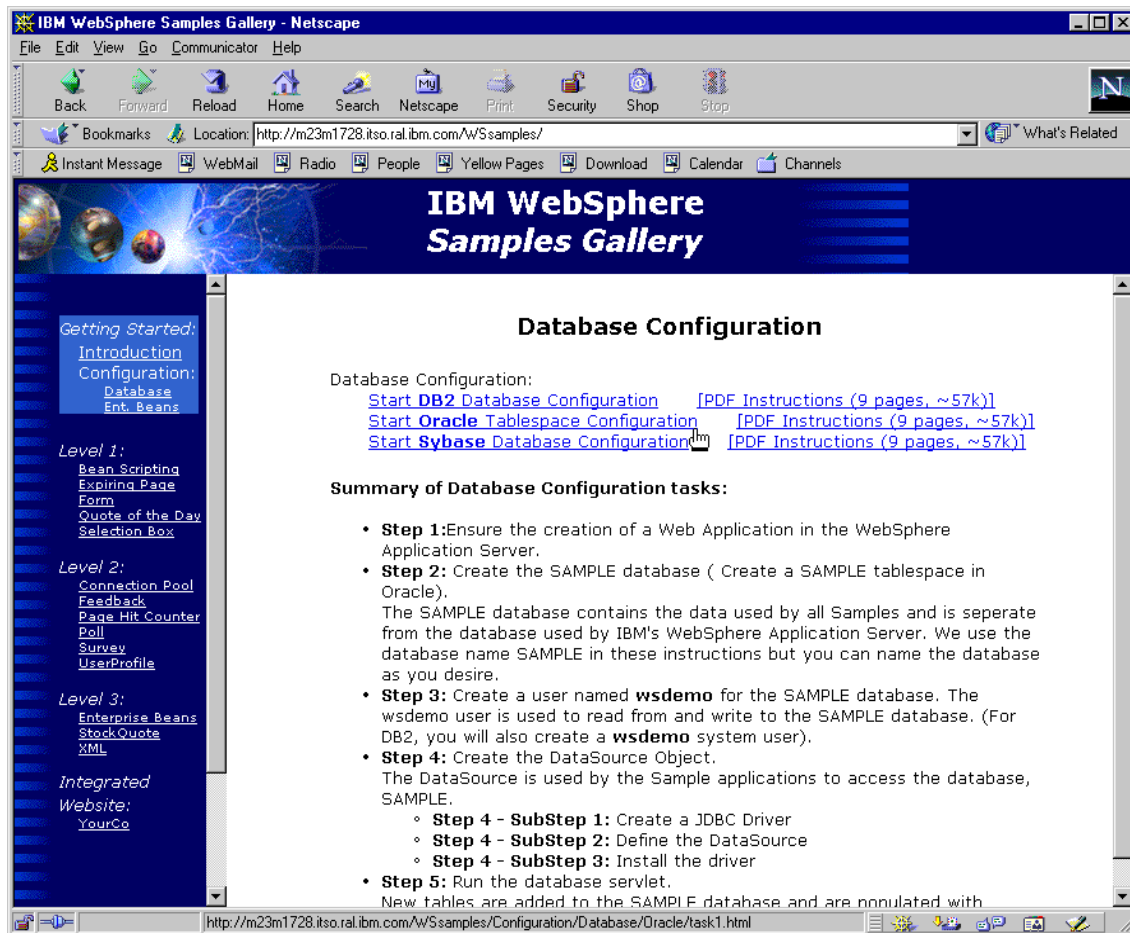 IBM WebSphere Samples Gallery - Netscape
File Edit View Go Communicator Help
Back Forward Reload Home Search Netscape Print Security Shop Stop
My
N
Bookmarks Location: http://m23m1728.itso.ral.ibm.com/WSsamples/ What's Related
Instant Message WebMail Radio People Yellow Pages Download Calendar Channels
IBM WebSphere
Samples Gallery
Getting Started:
Introduction
Configuration:
Database
Ent. Beans
Level 1:
Bean Scripting
Expiring Page
Form
Quote of the Day
Selection Box
Level 2:
Connection Pool
Feedback
Page Hit Counter
Poll
Survey
UserProfile
Level 3:
Enterprise Beans
StockQuote
XML
Integrated
Website:
YourCo
Database Configuration
Database Configuration:
Start DB2 Database Configuration [PDF Instructions (9 pages, ~57k)]
Start Oracle Tablespace Configuration [PDF Instructions (9 pages, ~57k)]
Start Sybase Database Configuration [PDF Instructions (9 pages, ~57k)]
Summary of Database Configuration tasks:
• Step 1:Ensure the creation of a Web Application in the WebSphere
Application Server.
• Step 2: Create the SAMPLE database ( Create a SAMPLE tablespace in
Oracle).
The SAMPLE database contains the data used by all Samples and is seperate
from the database used by IBM's WebSphere Application Server. We use the
database name SAMPLE in these instructions but you can name the database
as you desire.
• Step 3: Create a user named wsdemo for the SAMPLE database. The
wsdemo user is used to read from and write to the SAMPLE database. (For
DB2, you will also create a wsdemo system user).
• Step 4: Create the DataSource Object.
The DataSource is used by the Sample applications to access the database,
SAMPLE.
◦ Step 4 - SubStep 1: Create a JDBC Driver
◦ Step 4 - SubStep 2: Define the DataSource
◦ Step 4 - SubStep 3: Install the driver
• Step 5: Run the database servlet.
New tables are added to the SAMPLE database and are populated with
http://m23m1728.itso.ral.ibm.com/WSsamples/Configuration/Database/Oracle/task1.html